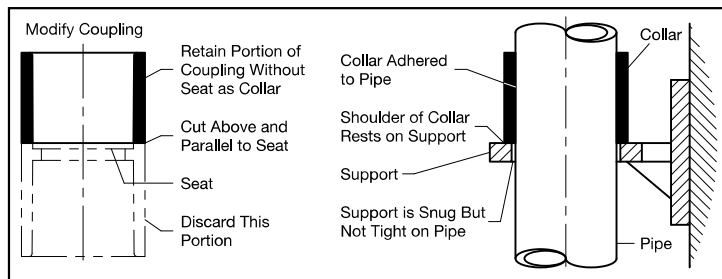 Modify Coupling
Retain Portion of
Coupling Without
Seat as Collar
Cut Above and
Parallel to Seat
Seat
Discard This
Portion
Collar Adhered
to Pipe
Shoulder of Collar
Rests on Support
Support
Support is Snug But
Not Tight on Pipe
Collar
Pipe